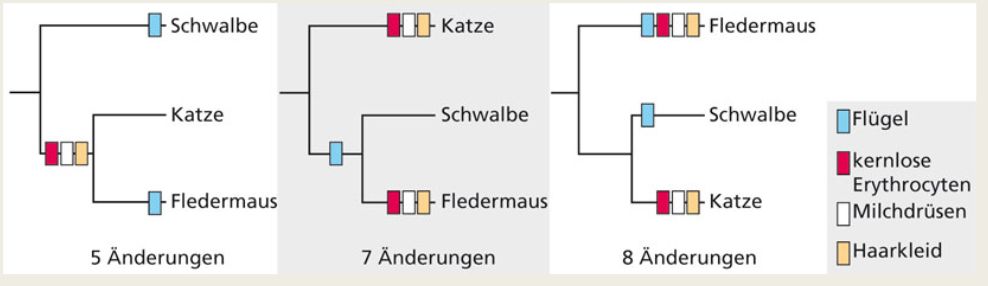 Schwalbe
Katze
Fledermaus
5 Änderungen
Katze
Schwalbe
Fledermaus
7 Änderungen
Fledermaus
Schwalbe
Katze
8 Änderungen
Flügel
kernlose
Erythrocyten
Milchdrüsen
Haarkleid